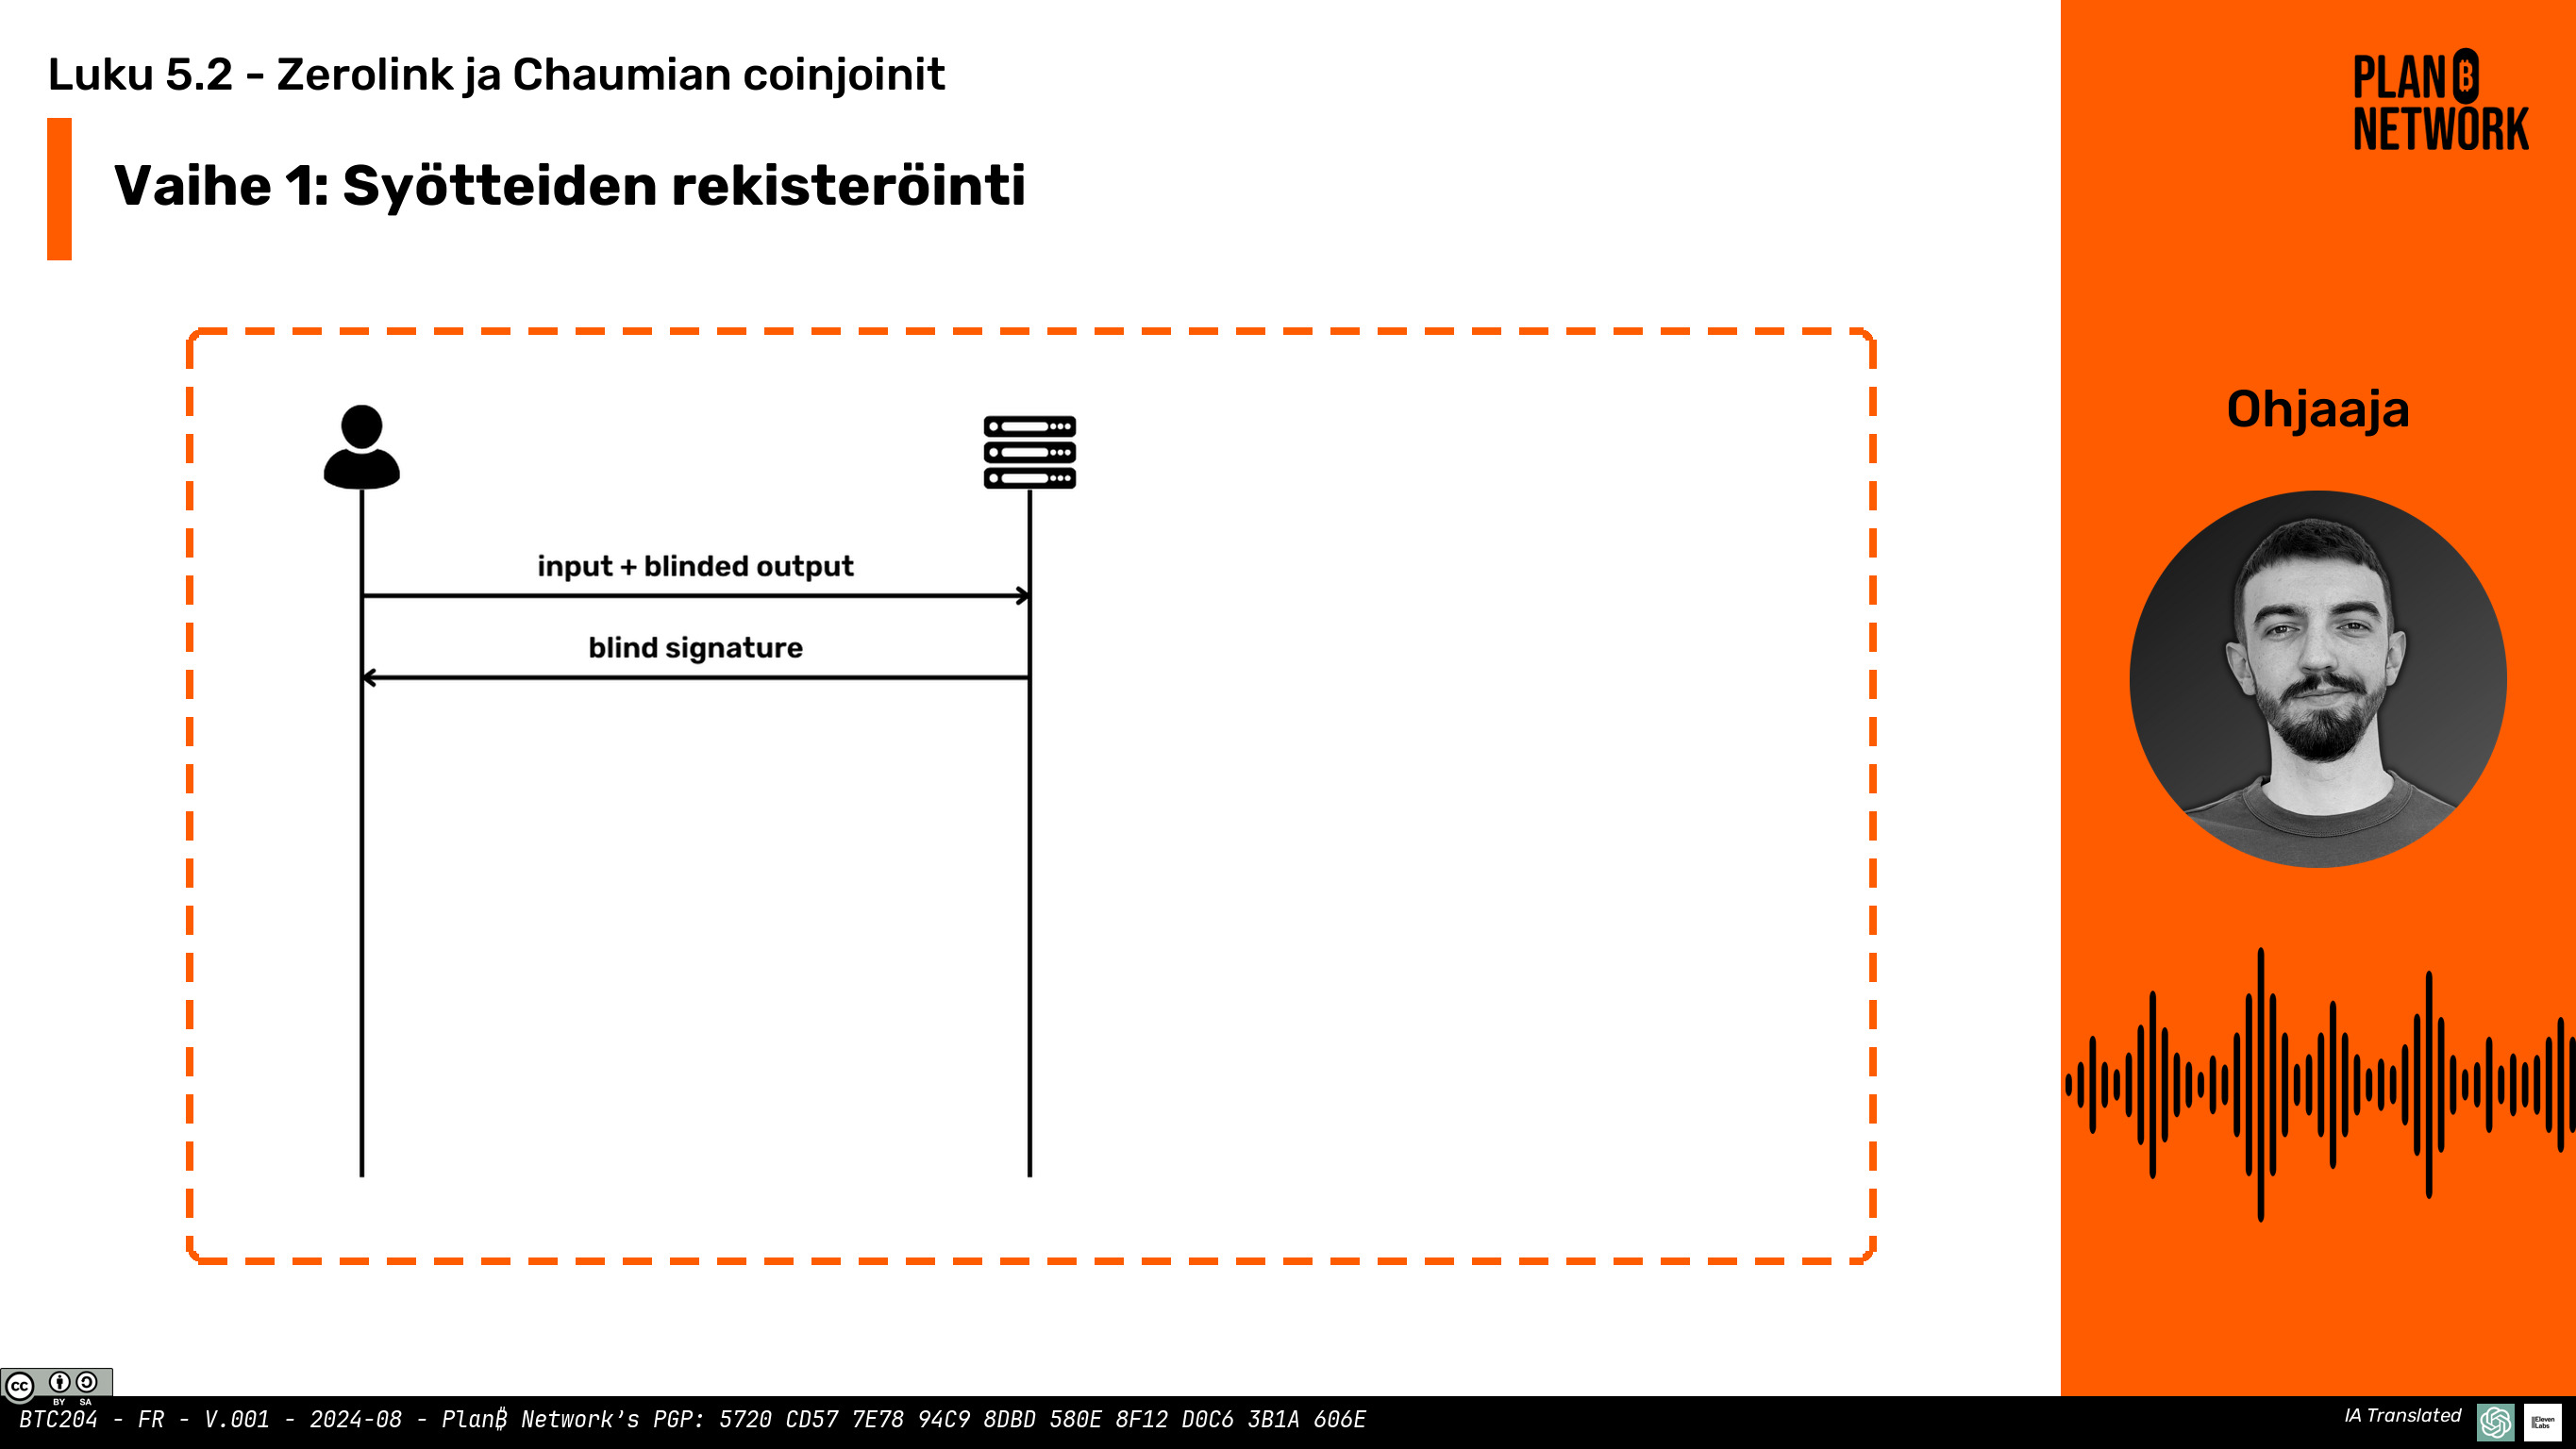 Luku 5.2 - Zerolink ja Chaumian coinjoinit
PLAN ₿
NETWORK
Vaihe 1: Syötteiden rekisteröinti
Ohjaaja
input + blinded output
blind signature
cc
BY SA
BTC204 - FR - V.001 - 2024-08 - Plan₿ Network's PGP: 5720 CD57 7E78 94C9 8DBD 580E 8F12 D0C6 3B1A 606E
IA Translated
ElevenLabs